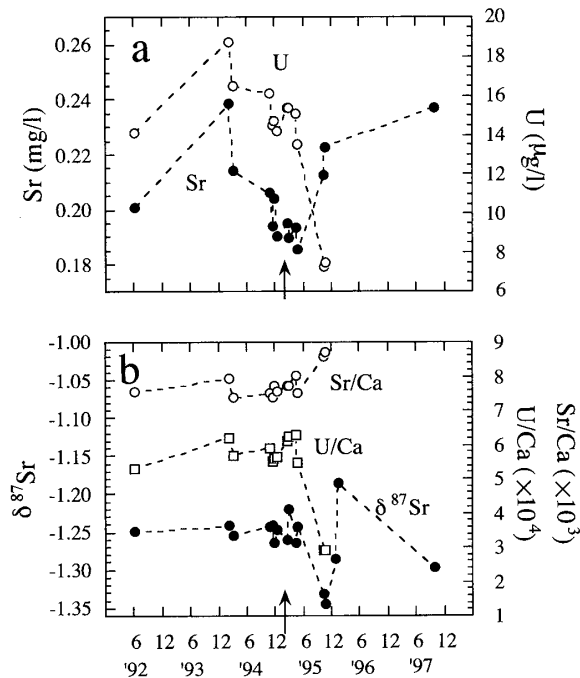 a
U
Sr
Sr (mg/l)
0.26
0.24
0.22
0.20
0.18
U (μg/l)
20
18
16
14
12
10
8
6
b
Sr/Ca
U/Ca
δ87Sr
δ87Sr
-1.00
-1.05
-1.10
-1.15
-1.20
-1.25
-1.30
-1.35
9
8
7
6
5
4
3
2
1
U/Ca (×10⁴)
Sr/Ca (×10³)
6 12 6 12 6 12 6 12 6 12 6 12
'92 '93 '94 '95 '96 '97